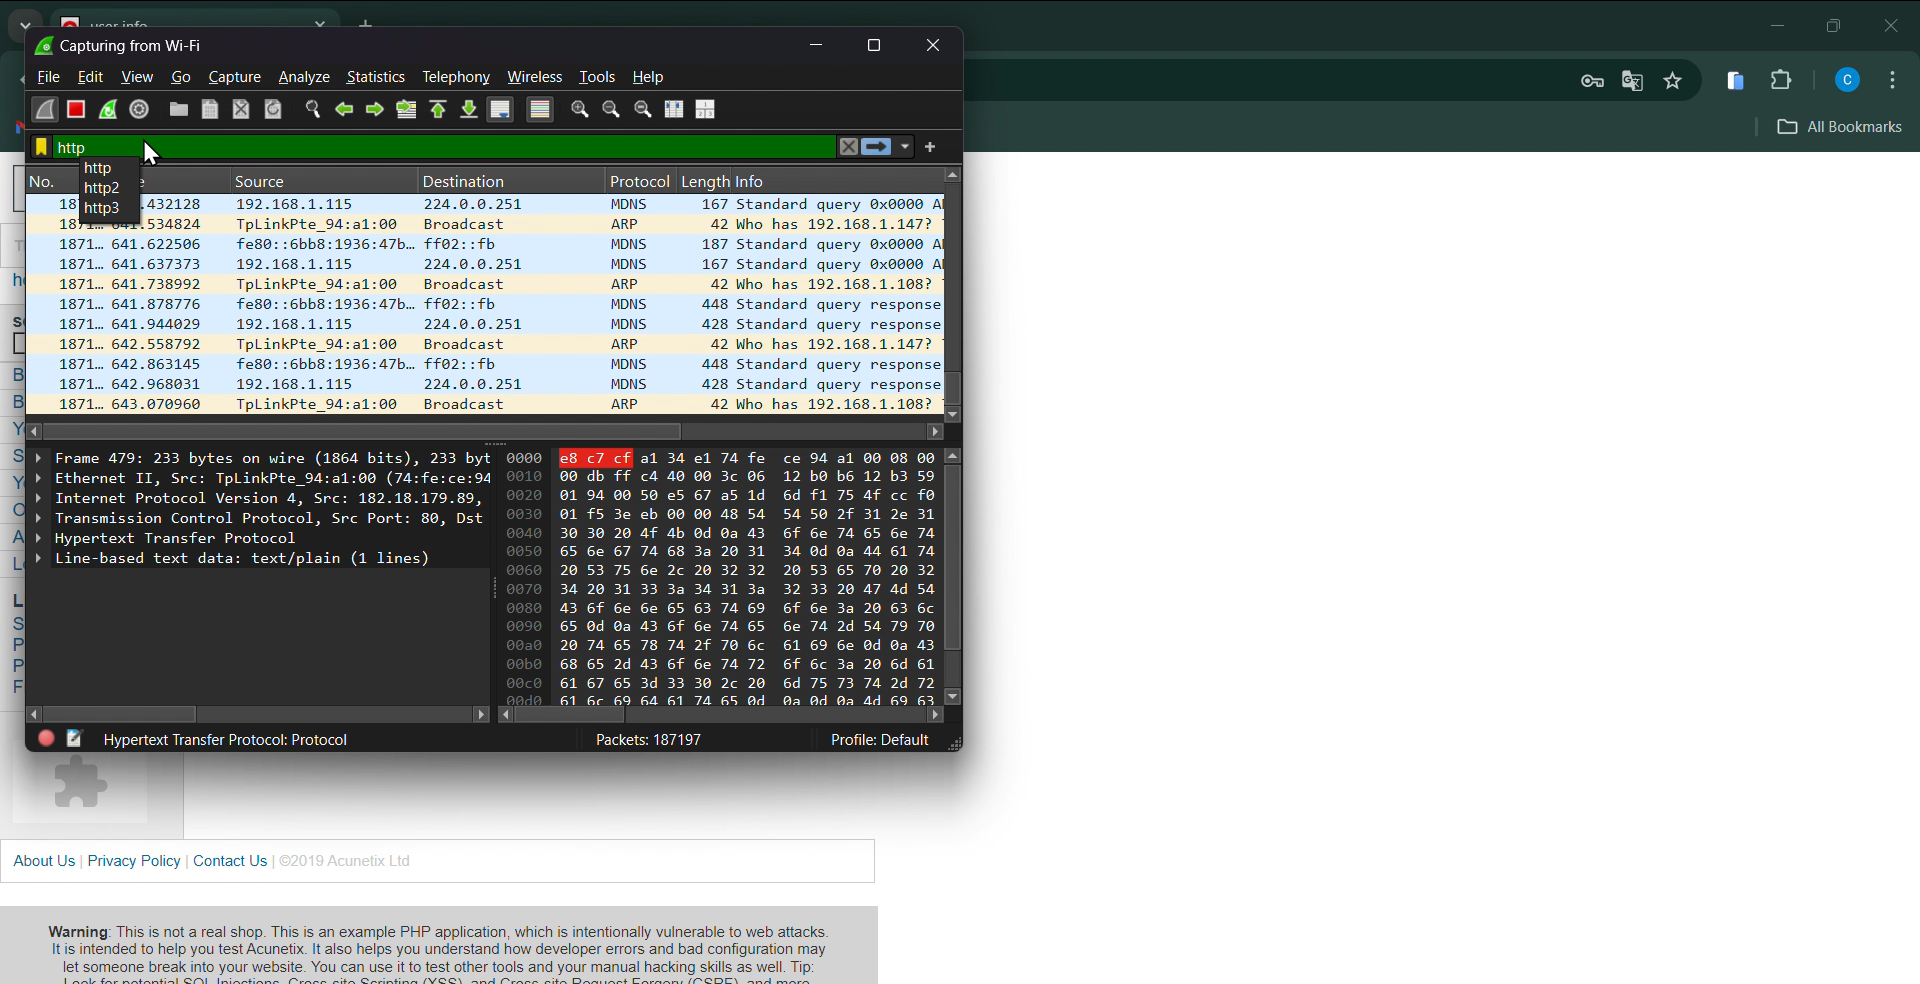 Capturing from Wi-Fi
File Edit View Go Capture Analyze Statistics Telephony Wireless Tools Help
C
All Bookmarks
http
http
http2
http3
No. Source Destination Protocol Length Info
.432128 192.168.1.115 224.0.0.251 MDNS 167 Standard query 0x0000
.534824 TpLinkPte_94:a1:00 Broadcast ARP 42 Who has 192.168.1.147?
1871… 641.622506 fe80::6bb8:1936:47b… ff02::fb MDNS 187 Standard query 0x0000
1871… 641.637373 192.168.1.115 224.0.0.251 MDNS 167 Standard query 0x0000
1871… 641.738992 TpLinkPte_94:a1:00 Broadcast ARP 42 Who has 192.168.1.108?
1871… 641.878776 fe80::6bb8:1936:47b… ff02::fb MDNS 448 Standard query response
1871… 641.944029 192.168.1.115 224.0.0.251 MDNS 428 Standard query response
1871… 642.558792 TpLinkPte_94:a1:00 Broadcast ARP 42 Who has 192.168.1.147?
1871… 642.863145 fe80::6bb8:1936:47b… ff02::fb MDNS 448 Standard query response
1871… 642.968031 192.168.1.115 224.0.0.251 MDNS 428 Standard query response
1871… 643.070960 TpLinkPte_94:a1:00 Broadcast ARP 42 Who has 192.168.1.108?
Frame 479: 233 bytes on wire (1864 bits), 233 byt
Ethernet II, Src: TpLinkPte_94:a1:00 (74:fe:ce:94
Internet Protocol Version 4, Src: 182.18.179.89,
Transmission Control Protocol, Src Port: 80, Dst
Hypertext Transfer Protocol
Line-based text data: text/plain (1 lines)
0000 e8 c7 cf a1 34 e1 74 fe ce 94 a1 00 08 00
0010 00 db ff c4 40 00 3c 06 12 b0 b6 12 b3 59
0020 01 94 00 50 e5 67 a5 1d 6d f1 75 4f cc f0
0030 01 f5 3e eb 00 00 48 54 54 50 2f 31 2e 31
0040 30 30 20 4f 4b 0d 0a 43 6f 6e 74 65 6e 74
0050 65 6e 67 74 68 3a 20 31 34 0d 0a 44 61 74
0060 20 53 75 6e 2c 20 32 32 20 53 65 70 20 32
0070 34 20 31 33 3a 34 31 3a 32 33 20 47 4d 54
0080 43 6f 6e 6e 65 63 74 69 6f 6e 3a 20 63 6c
0090 65 0d 0a 43 6f 6e 74 65 6e 74 2d 54 79 70
00a0 20 74 65 78 74 2f 70 6c 61 69 6e 0d 0a 43
00b0 68 65 2d 43 6f 6e 74 72 6f 6c 3a 20 6d 61
00c0 61 67 65 3d 33 30 2c 20 6d 75 73 74 2d 72
00d0 61 6c 69 64 61 74 65 0d 0a 0d 0a 4d 69 63
Hypertext Transfer Protocol: Protocol Packets: 187197 Profile: Default
About Us | Privacy Policy | Contact Us | ©2019 Acunetix Ltd
Warning: This is not a real shop. This is an example PHP application, which is intentionally vulnerable to web attacks.
It is intended to help you test Acunetix. It also helps you understand how developer errors and bad configuration may
let someone break into your website. You can use it to test other tools and your manual hacking skills as well. Tip:
Look for potential SQL Injections, Cross-site Scripting (XSS), and Cross-site Request Forgery (CSRF), and more.